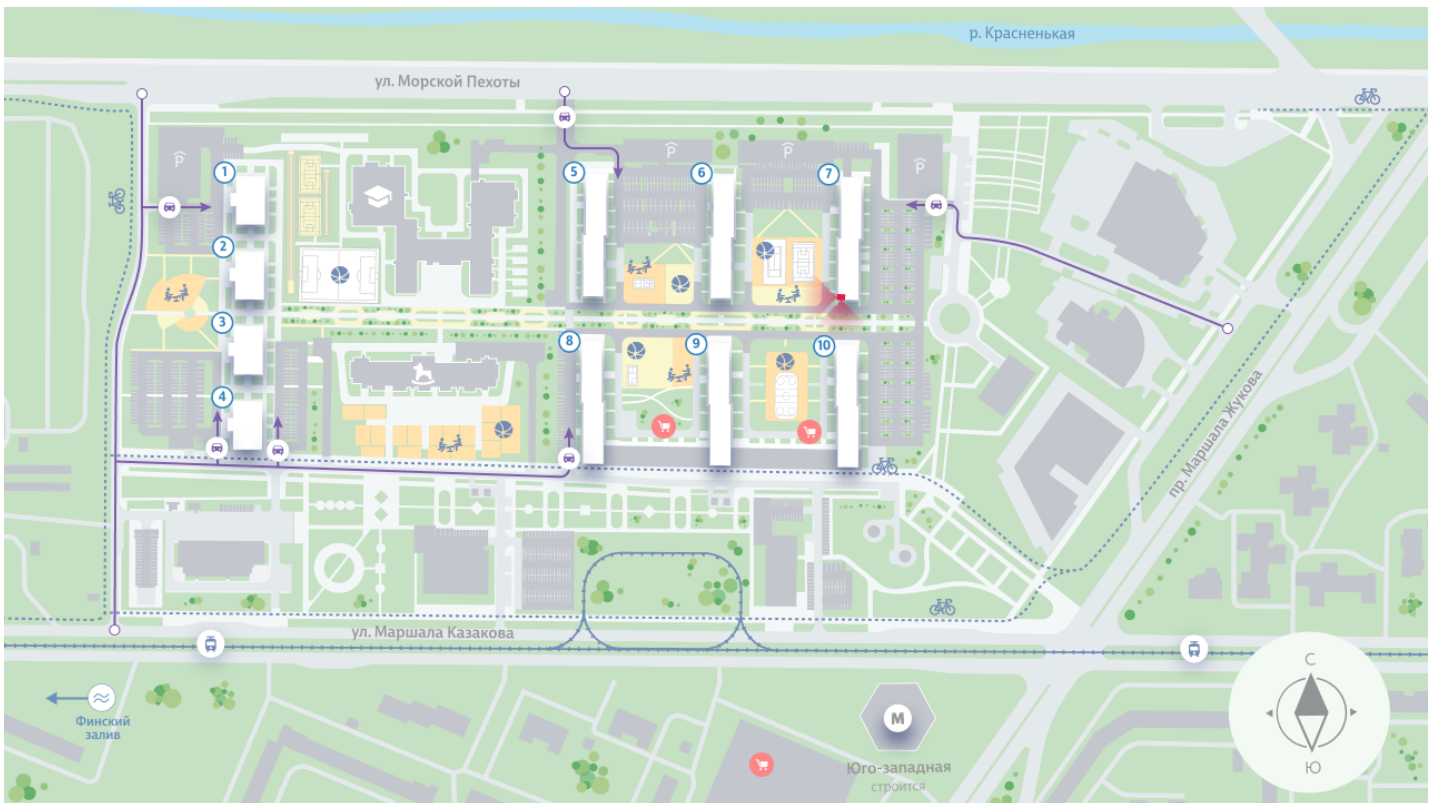 р. Красненькая
ул. Морской Пехоты
P
P
P
P
1
5
6
7
2
3
8
9
10
4
пр. Маршала Жукова
ул. Маршала Казакова
Финский
залив
М
Юго-западная
строится
С
Ю